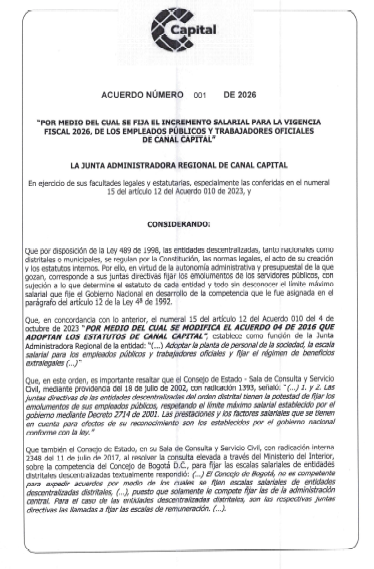 Capital
ACUERDO NÚMERO 001 DE 2026
"POR MEDIO DEL CUAL SE FIJA EL INCREMENTO SALARIAL PARA LA VIGENCIA
FISCAL 2026, DE LOS EMPLEADOS PÚBLICOS Y TRABAJADORES OFICIALES
DE CANAL CAPITAL"
LA JUNTA ADMINISTRADORA REGIONAL DE CANAL CAPITAL
En ejercicio de sus facultades legales y estatutarias, especialmente las conferidas en el numeral
15 del artículo 12 del Acuerdo 010 de 2023, y
CONSIDERANDO:
Que por disposición de la Ley 489 de 1998, las entidades descentralizadas, tanto nacionales como
distritales o municipales, se regulan por la Constitución, las normas legales, el acto de su creación
y los estatutos internos. Por ello, en virtud de la autonomía administrativa y presupuestal de la que
gozan, corresponde a sus juntas directivas fijar los emolumentos de los servidores públicos, con
sujeción a lo que determine el estatuto de cada entidad y todo sin desconocer el límite máximo
salarial que fije el Gobierno Nacional en desarrollo de la competencia que le fue asignada en el
parágrafo del artículo 12 de la Ley 4ª de 1992.
Que, en concordancia con lo anterior, el numeral 15 del artículo 12 del Acuerdo 010 del 4 de
octubre de 2023 "POR MEDIO DEL CUAL SE MODIFICA EL ACUERDO 04 DE 2016 QUE
ADOPTAN LOS ESTATUTOS DE CANAL CAPITAL", establece como función de la Junta
Administradora Regional de la entidad: "(...) Adoptar la planta de personal de la sociedad, la escala
salarial para los empleados públicos y trabajadores oficiales y fijar el régimen de beneficios
extralegales (...)"
Que, en este orden, es importante resaltar que el Consejo de Estado - Sala de Consulta y Servicio
Civil, mediante providencia del 18 de julio de 2002, con radicación 1393, señaló: "(...) 1. y 2. Las
juntas directivas de las entidades descentralizadas del orden distrital tienen la potestad de fijar los
emolumentos de sus empleados públicos, respetando el límite máximo salarial establecido por el
gobierno mediante Decreto 2714 de 2001. Las prestaciones y los factores salariales que se tienen
en cuenta para efectos de su reconocimiento son los establecidos por el gobierno nacional
conforme con la ley."
Que también el Consejo de Estado, en su Sala de Consulta y Servicio Civil, con radicación interna
2348 del 11 de julio de 2017, al resolver la consulta elevada a través del Ministerio del Interior,
sobre la competencia del Concejo de Bogotá D.C., para fijar las escalas salariales de entidades
distritales descentralizadas textualmente respondió: (...) El Concejo de Bogotá, no es competente
para expedir acuerdos por medio de los cuales se fijen escalas salariales de entidades
descentralizadas distritales, (...), puesto que solamente le compete fijar las de la administración
central. Para el caso de las entidades descentralizadas distritales, son las respectivas juntas
directivas las llamadas a fijar las escalas de remuneración. (...).